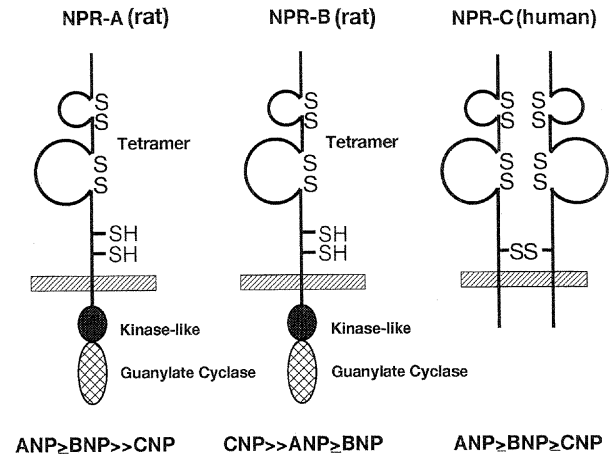 NPR-A (rat) NPR-B (rat) NPR-C (human)
S S S
S S S
Tetramer Tetramer
S S S S
S S S S
SH SH
SH SH SS
Kinase-like Kinase-like
Guanylate Cyclase Guanylate Cyclase
ANP≥BNP>>CNP CNP>>ANP≥BNP ANP≥BNP≥CNP